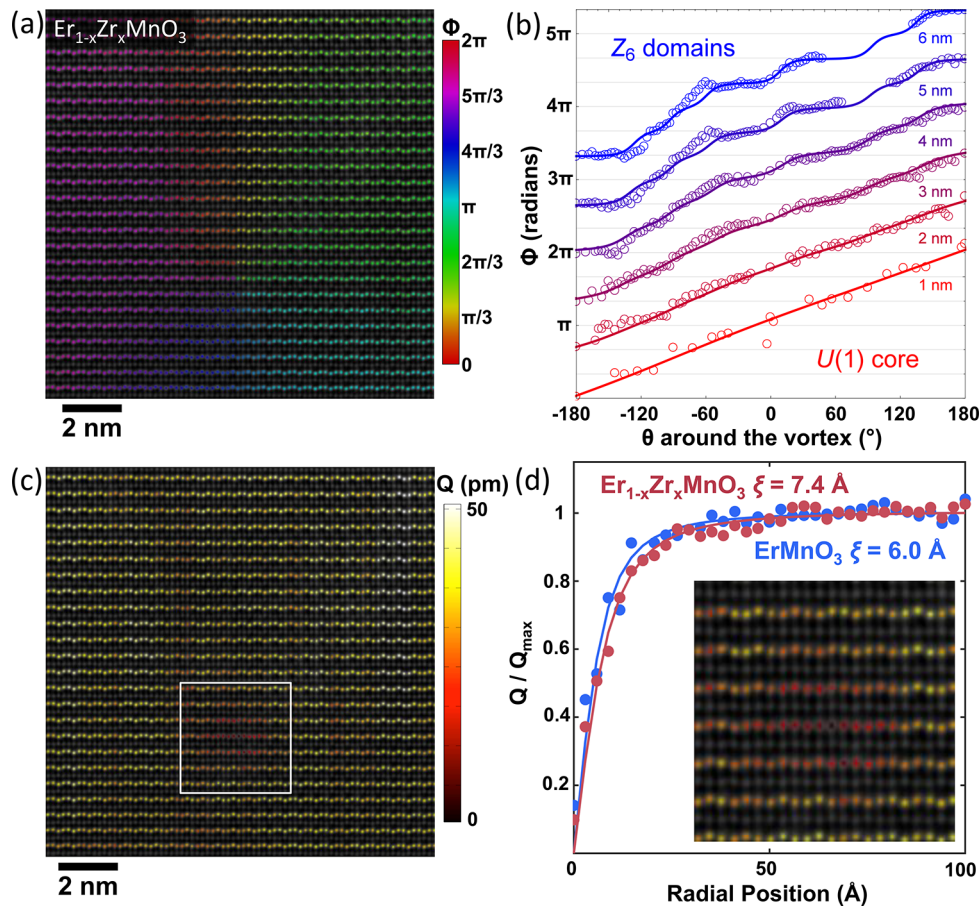 (a)
Er1-xZrxMnO3
Φ
2π
5π/3
4π/3
π
2π/3
π/3
0
2 nm
(b)
5π
4π
3π
2π
π
Φ (radians)
Z6 domains
6 nm
5 nm
4 nm
3 nm
2 nm
1 nm
U(1) core
-180
-120
-60
0
60
120
180
θ around the vortex (°)
(c)
Q (pm)
50
0
2 nm
(d)
Er1-xZrxMnO3 ξ = 7.4 Å
ErMnO3 ξ = 6.0 Å
1
0.8
0.6
0.4
0.2
Q / Qmax
0
50
100
Radial Position (Å)